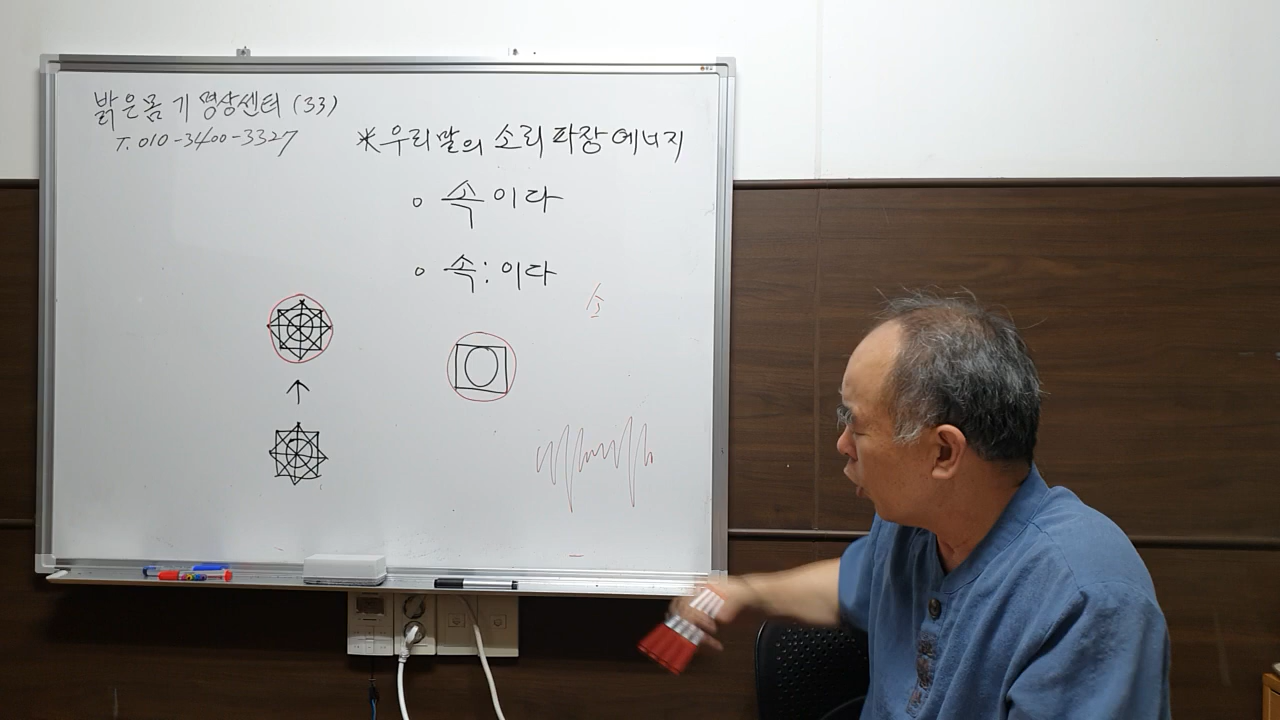 밝은몸 기 명상센터 (33)
T. 010-3400-3327
*우리말의 소리 파장 에너지
o 속이다
o 속:이다
소